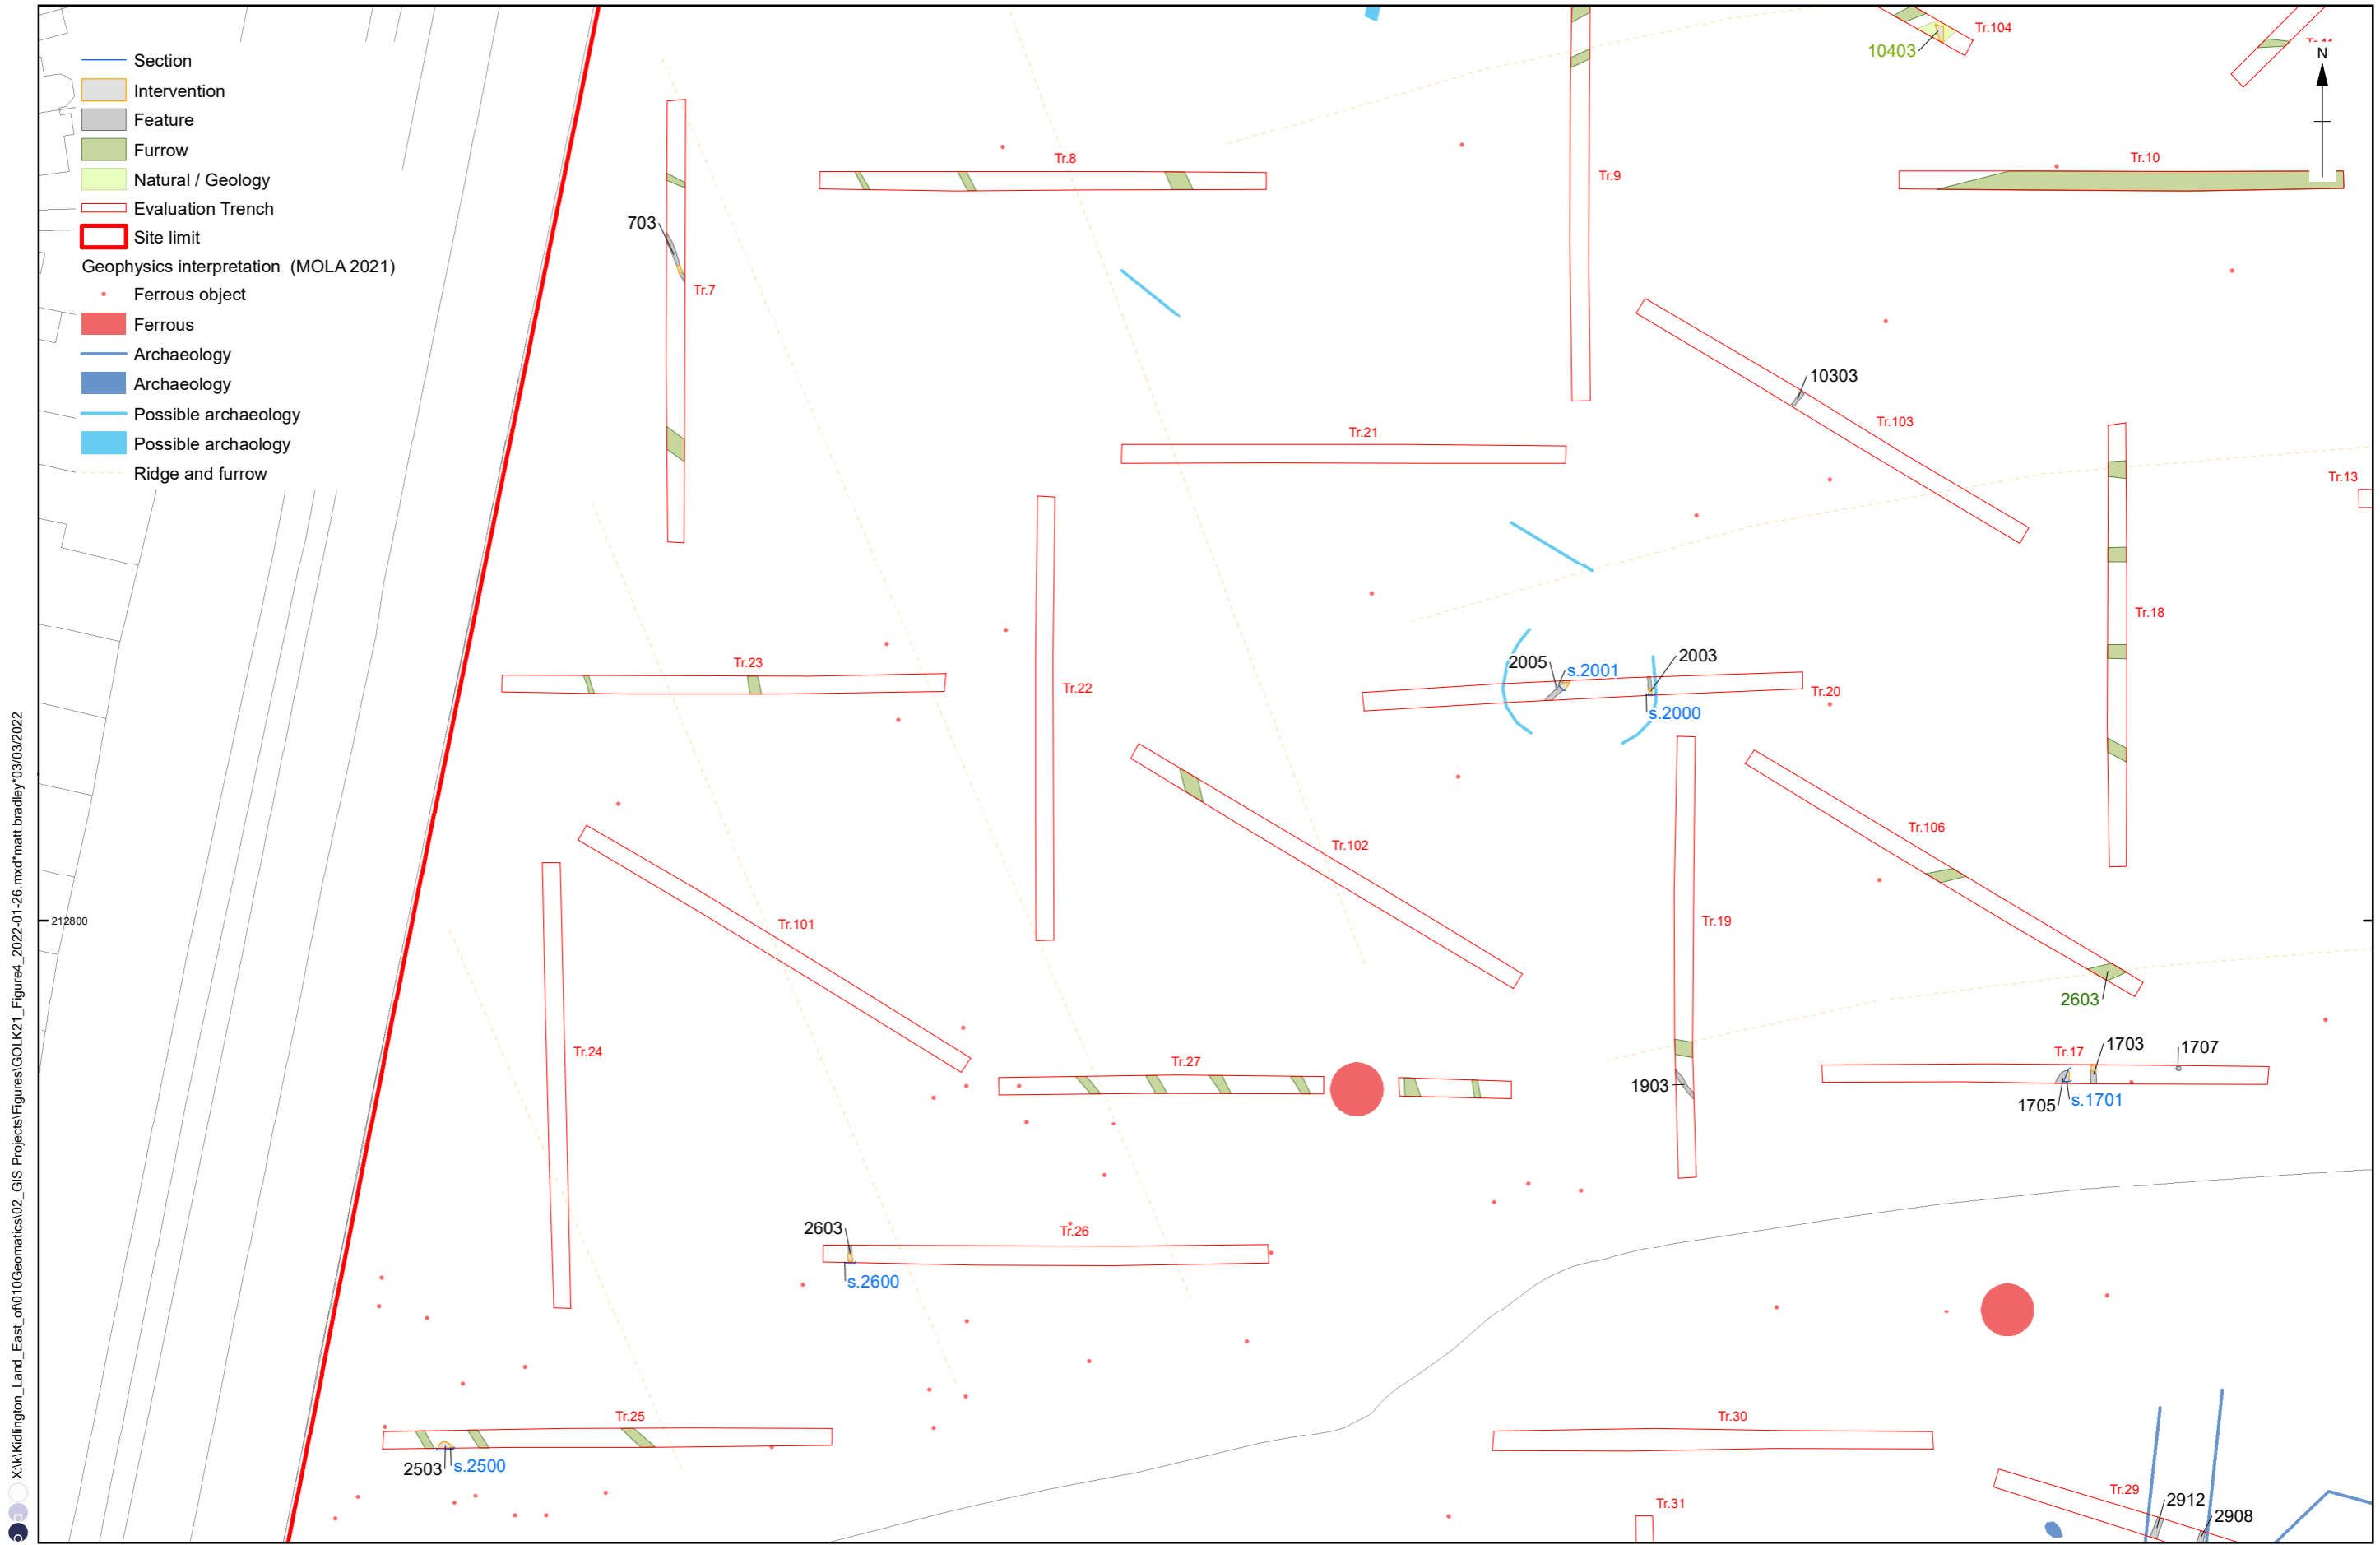 Section
Intervention
Feature
Furrow
Natural / Geology
Evaluation Trench
Site limit
Geophysics interpretation (MOLA 2021)
Ferrous object
Ferrous
Archaeology
Archaeology
Possible archaeology
Possible archaology
Ridge and furrow
Tr.104
10403
N
Tr.8
Tr.9
Tr.10
703
Tr.7
10303
Tr.103
Tr.21
Tr.13
Tr.18
Tr.23
Tr.22
2005
s.2001
2003
Tr.20
s.2000
Tr.102
Tr.106
Tr.101
Tr.19
212800
2603
Tr.24
Tr.27
1903
Tr.17
1703
1707
1705
s.1701
2603
Tr.26
s.2600
Tr.25
2503
s.2500
Tr.30
Tr.31
Tr.29
2912
2908
X:\k\Kidlington_Land_East_of\010Geomatics\02_GIS Projects\Figures\GOLK21_Figure4_2022-01-26.mxd*matt.bradley*03/03/2022